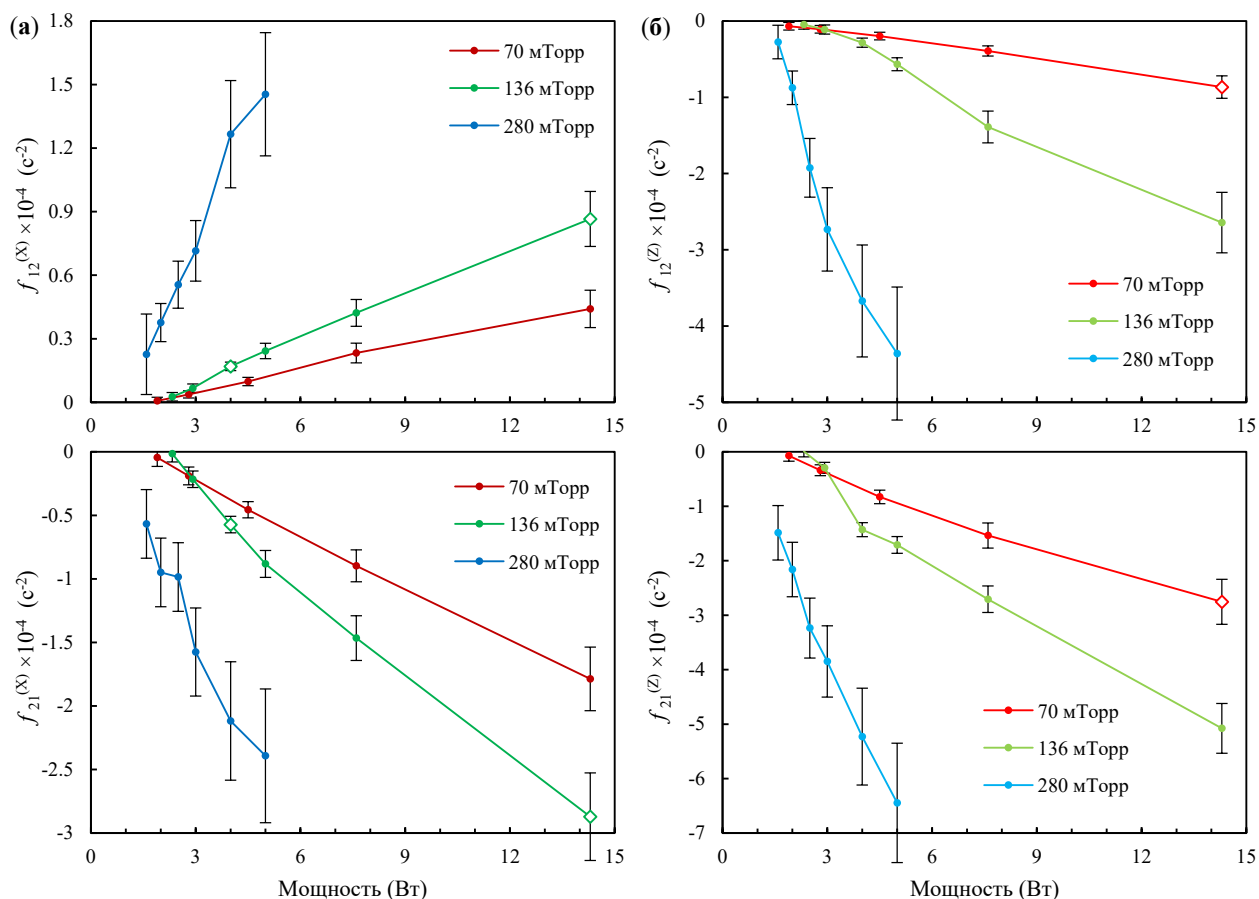 (а)
f12(X) ×10-4 (с-2)
1.8
1.5
1.2
0.9
0.6
0.3
0
70 мТорр
136 мТорр
280 мТорр
0 3 6 9 12 15
(б)
f12(Z) ×10-4 (с-2)
0
-1
-2
-3
-4
-5
70 мТорр
136 мТорр
280 мТорр
0 3 6 9 12 15
f21(X) ×10-4 (с-2)
0
-0.5
-1
-1.5
-2
-2.5
-3
70 мТорр
136 мТорр
280 мТорр
0 3 6 9 12 15
Мощность (Вт)
f21(Z) ×10-4 (с-2)
0
-1
-2
-3
-4
-5
-6
-7
70 мТорр
136 мТорр
280 мТорр
0 3 6 9 12 15
Мощность (Вт)